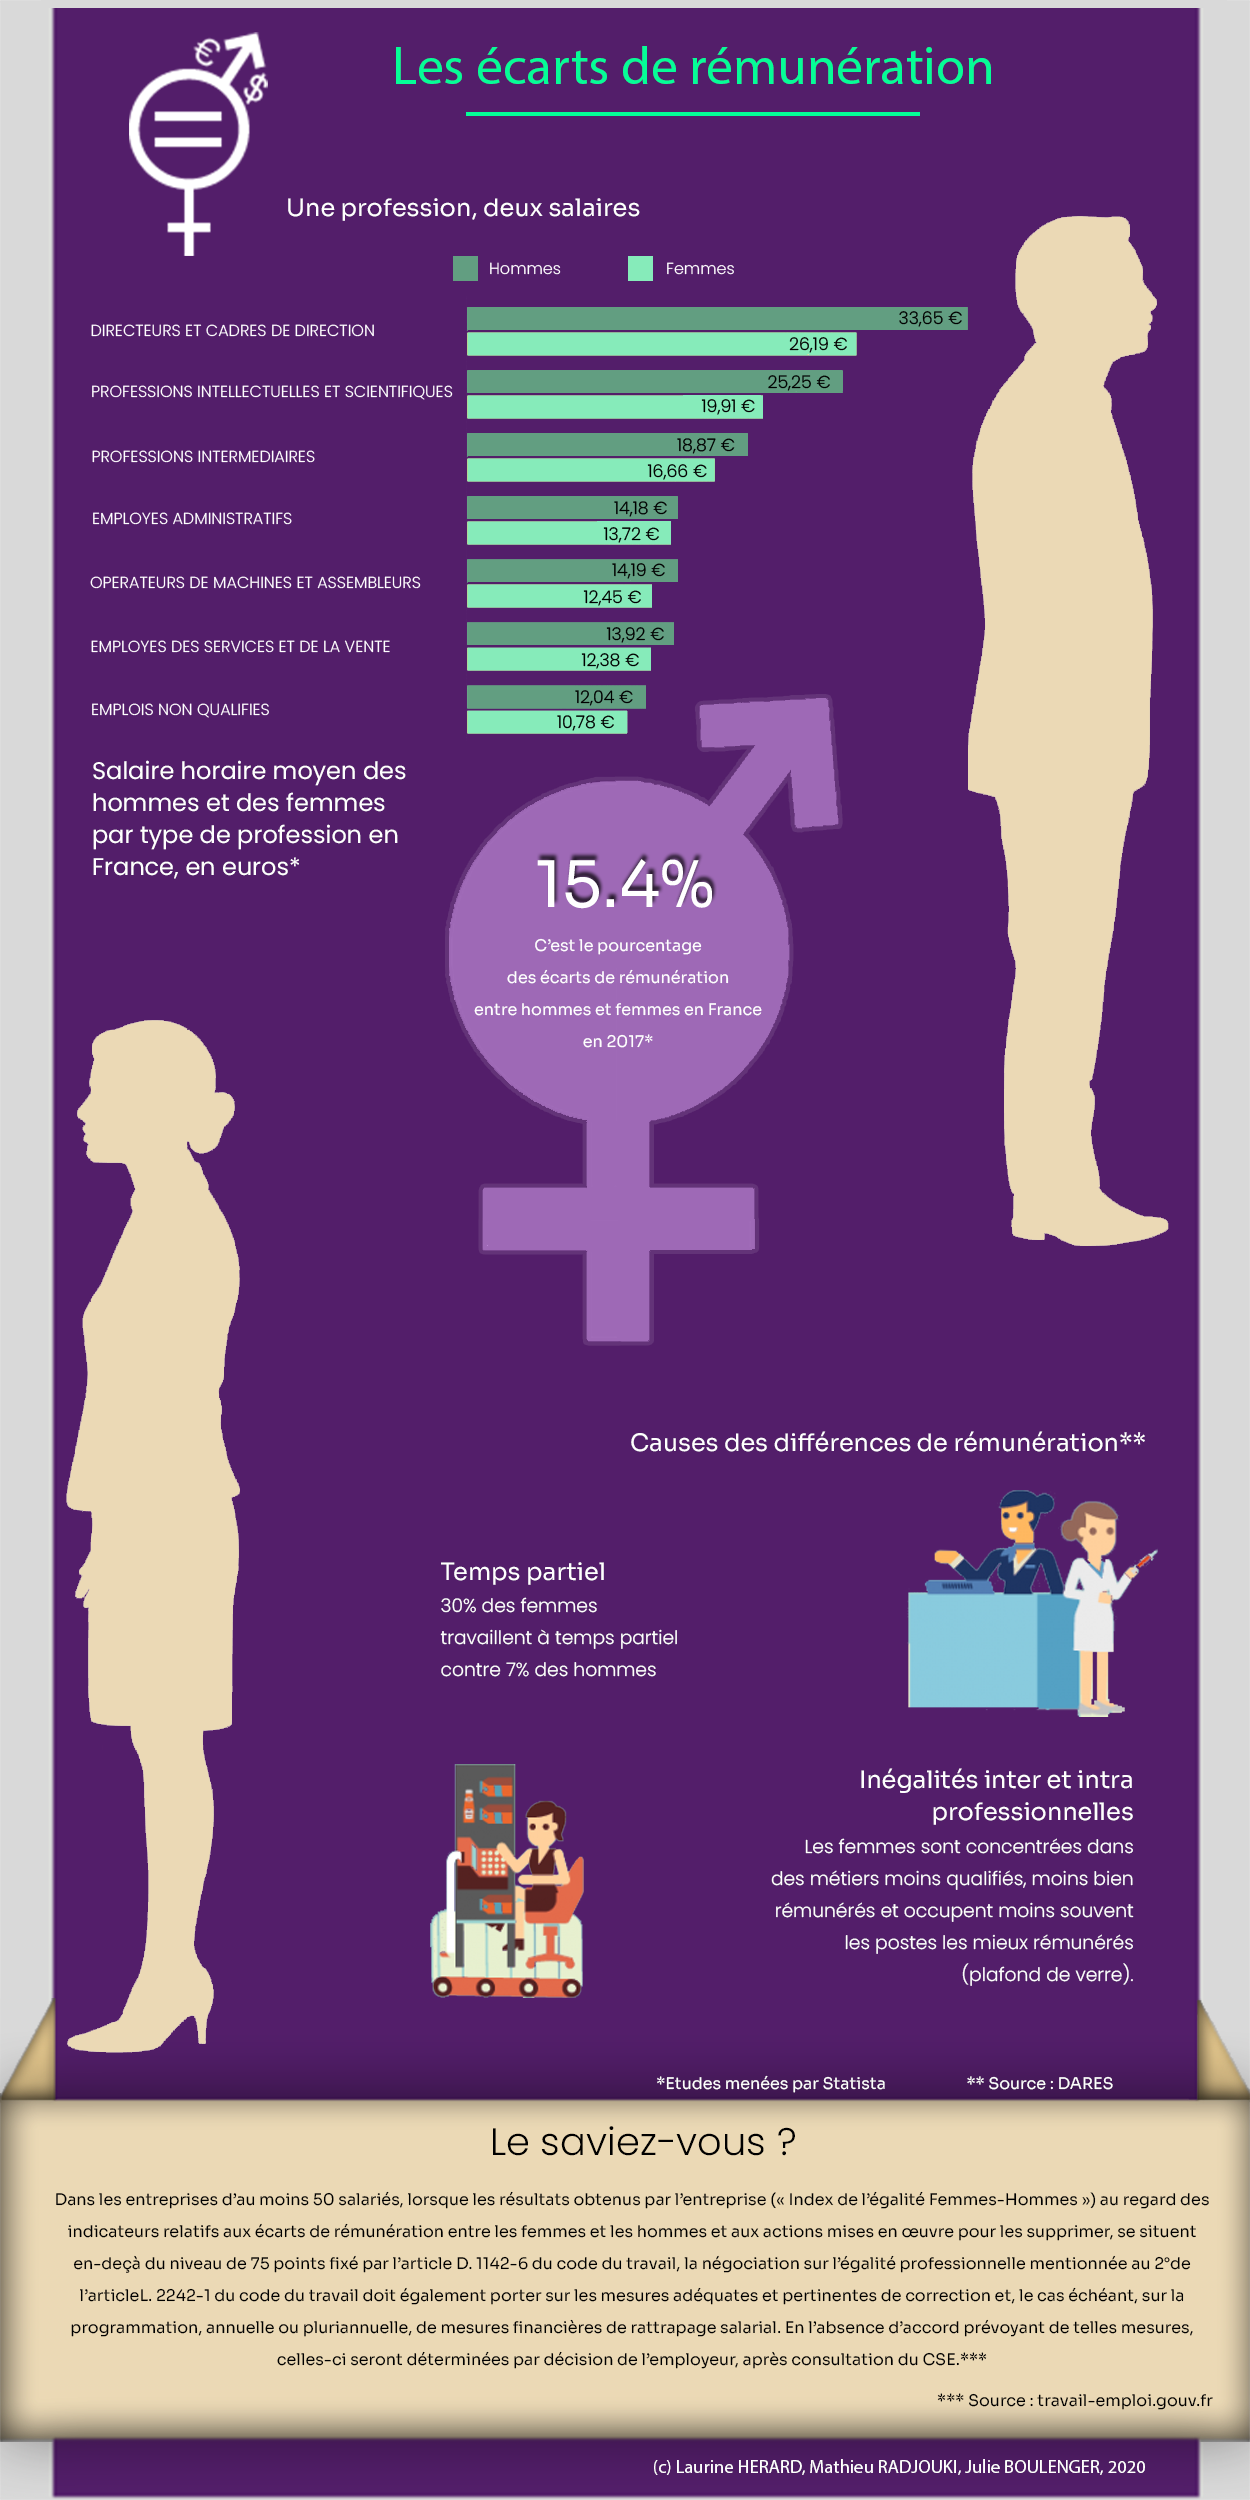 Les écarts de rémunération
Une profession, deux salaires
Hommes
Femmes
DIRECTEURS ET CADRES DE DIRECTION
33,65 €
26,19 €
PROFESSIONS INTELLECTUELLES ET SCIENTIFIQUES
25,25 €
19,91 €
PROFESSIONS INTERMEDIAIRES
18,87 €
16,66 €
EMPLOYES ADMINISTRATIFS
14,18 €
13,72 €
OPERATEURS DE MACHINES ET ASSEMBLEURS
14,19 €
12,45 €
EMPLOYES DES SERVICES ET DE LA VENTE
13,92 €
12,38 €
EMPLOIS NON QUALIFIES
12,04 €
10,78 €
Salaire horaire moyen des
hommes et des femmes
par type de profession en
France, en euros*
15.4%
C'est le pourcentage
des écarts de rémunération
entre hommes et femmes en France
en 2017*
Causes des différences de rémunération**
Temps partiel
30% des femmes
travaillent à temps partiel
contre 7% des hommes
Inégalités inter et intra
professionnelles
Les femmes sont concentrées dans
des métiers moins qualifiés, moins bien
rémunérés et occupent moins souvent
les postes les mieux rémunérés
(plafond de verre).
*Etudes menées par Statista
** Source : DARES
Le saviez-vous ?
Dans les entreprises d'au moins 50 salariés, lorsque les résultats obtenus par l'entreprise (« Index de l'égalité Femmes-Hommes ») au regard des
indicateurs relatifs aux écarts de rémunération entre les femmes et les hommes et aux actions mises en œuvre pour les supprimer, se situent
en-deçà du niveau de 75 points fixé par l'article D. 1142-6 du code du travail, la négociation sur l'égalité professionnelle mentionnée au 2°de
l'articleL. 2242-1 du code du travail doit également porter sur les mesures adéquates et pertinentes de correction et, le cas échéant, sur la
programmation, annuelle ou pluriannuelle, de mesures financières de rattrapage salarial. En l'absence d'accord prévoyant de telles mesures,
celles-ci seront déterminées par décision de l'employeur, après consultation du CSE.***
*** Source : travail-emploi.gouv.fr
(c) Laurine HERARD, Mathieu RADJOUKI, Julie BOULENGER, 2020